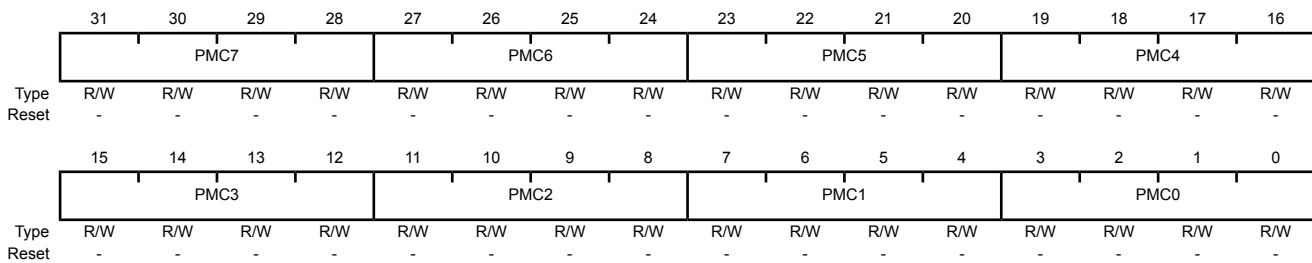 31 30 29 28 27 26 25 24 23 22 21 20 19 18 17 16
PMC7 PMC6 PMC5 PMC4
Type R/W R/W R/W R/W R/W R/W R/W R/W R/W R/W R/W R/W R/W R/W R/W R/W
Reset - - - - - - - - - - - - - - - -
15 14 13 12 11 10 9 8 7 6 5 4 3 2 1 0
PMC3 PMC2 PMC1 PMC0
Type R/W R/W R/W R/W R/W R/W R/W R/W R/W R/W R/W R/W R/W R/W R/W R/W
Reset - - - - - - - - - - - - - - - -